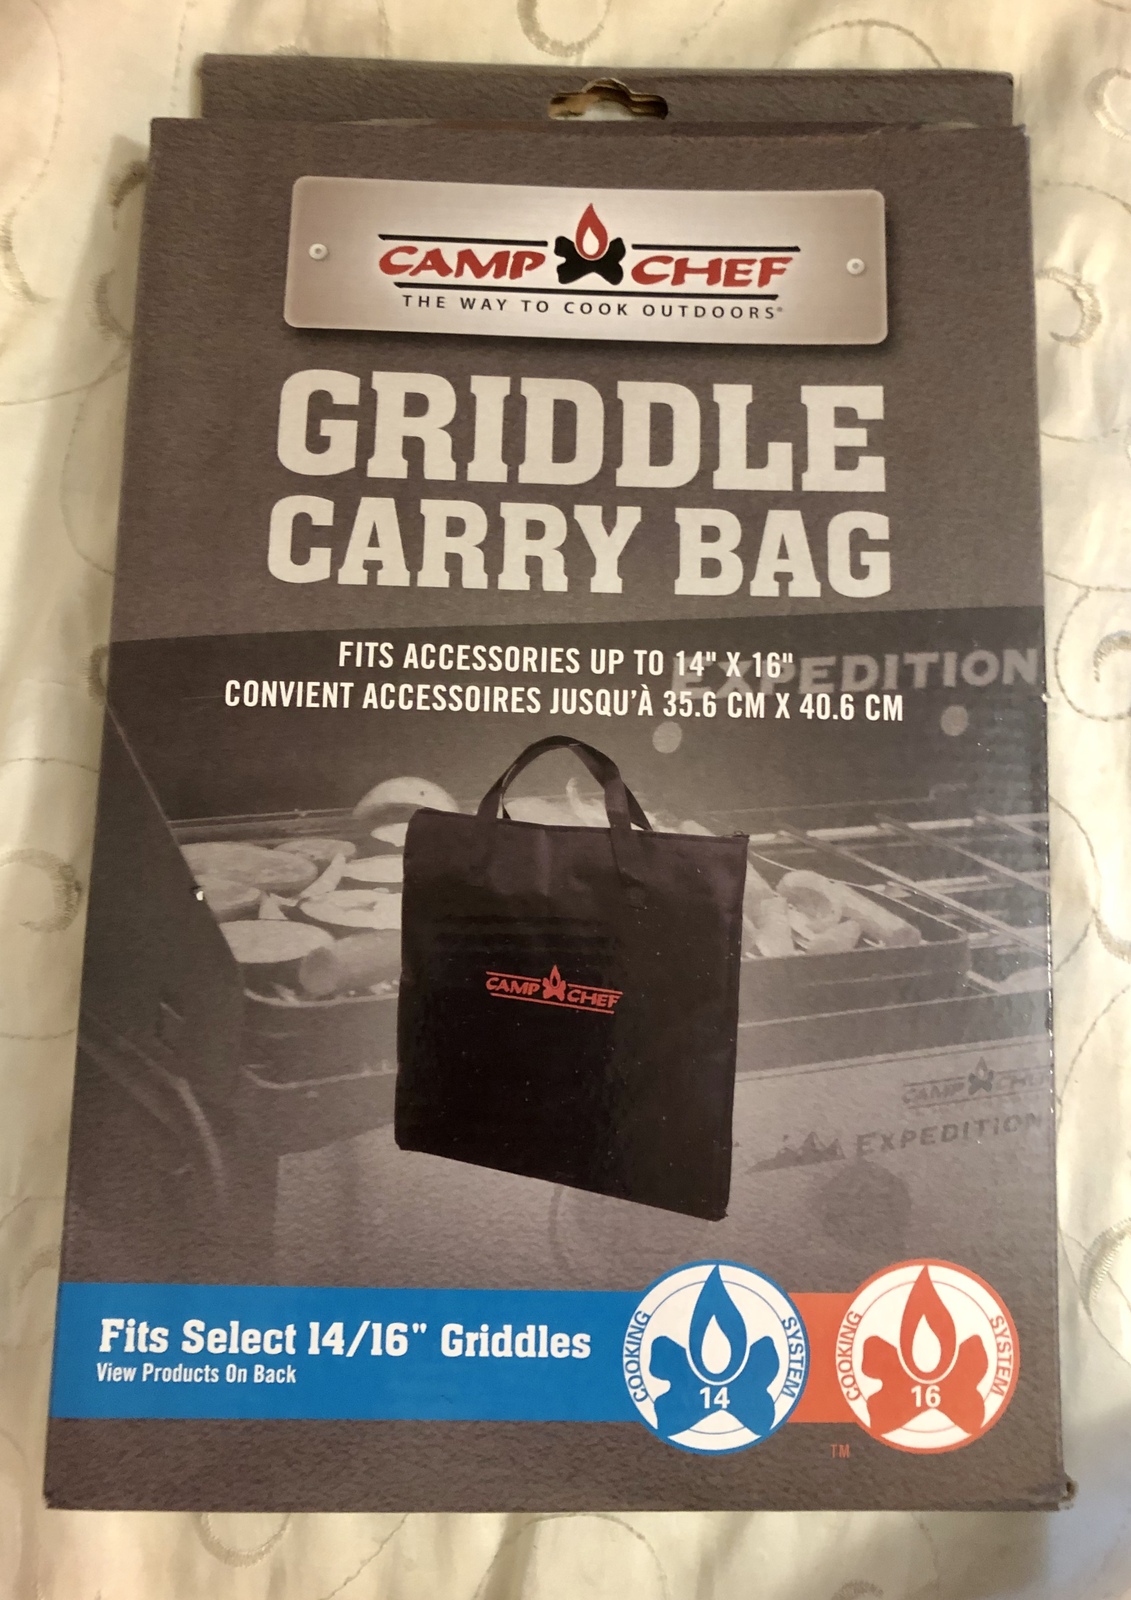 CAMP CHEF
THE WAY TO COOK OUTDOORS®
GRIDDLE
CARRY BAG
FITS ACCESSORIES UP TO 14" X 16"
CONVIENT ACCESSOIRES JUSQU'À 35.6 CM X 40.6 CM
EXPEDITION
CAMP CHEF
CAMP CHEF
EXPEDITION
Fits Select 14/16" Griddles
View Products On Back
COOKING SYSTEM
14
COOKING SYSTEM
16
TM